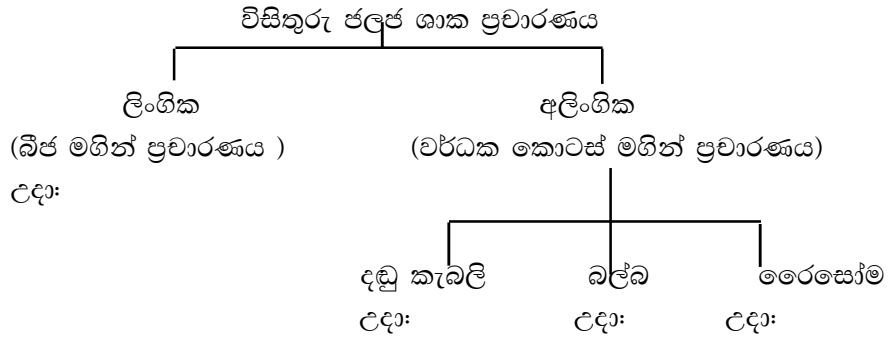 විසිතුරු ජලජ ශාක ප්‍රචාරණය
ලිංගික අලිංගික
(බීජ මගින් ප්‍රචාරණය ) (වර්ධක කොටස් මගින් ප්‍රචාරණය)
උදා:
දඬු කැබලි බල්බ රෛසෝම
උදා: උදා: උදා: